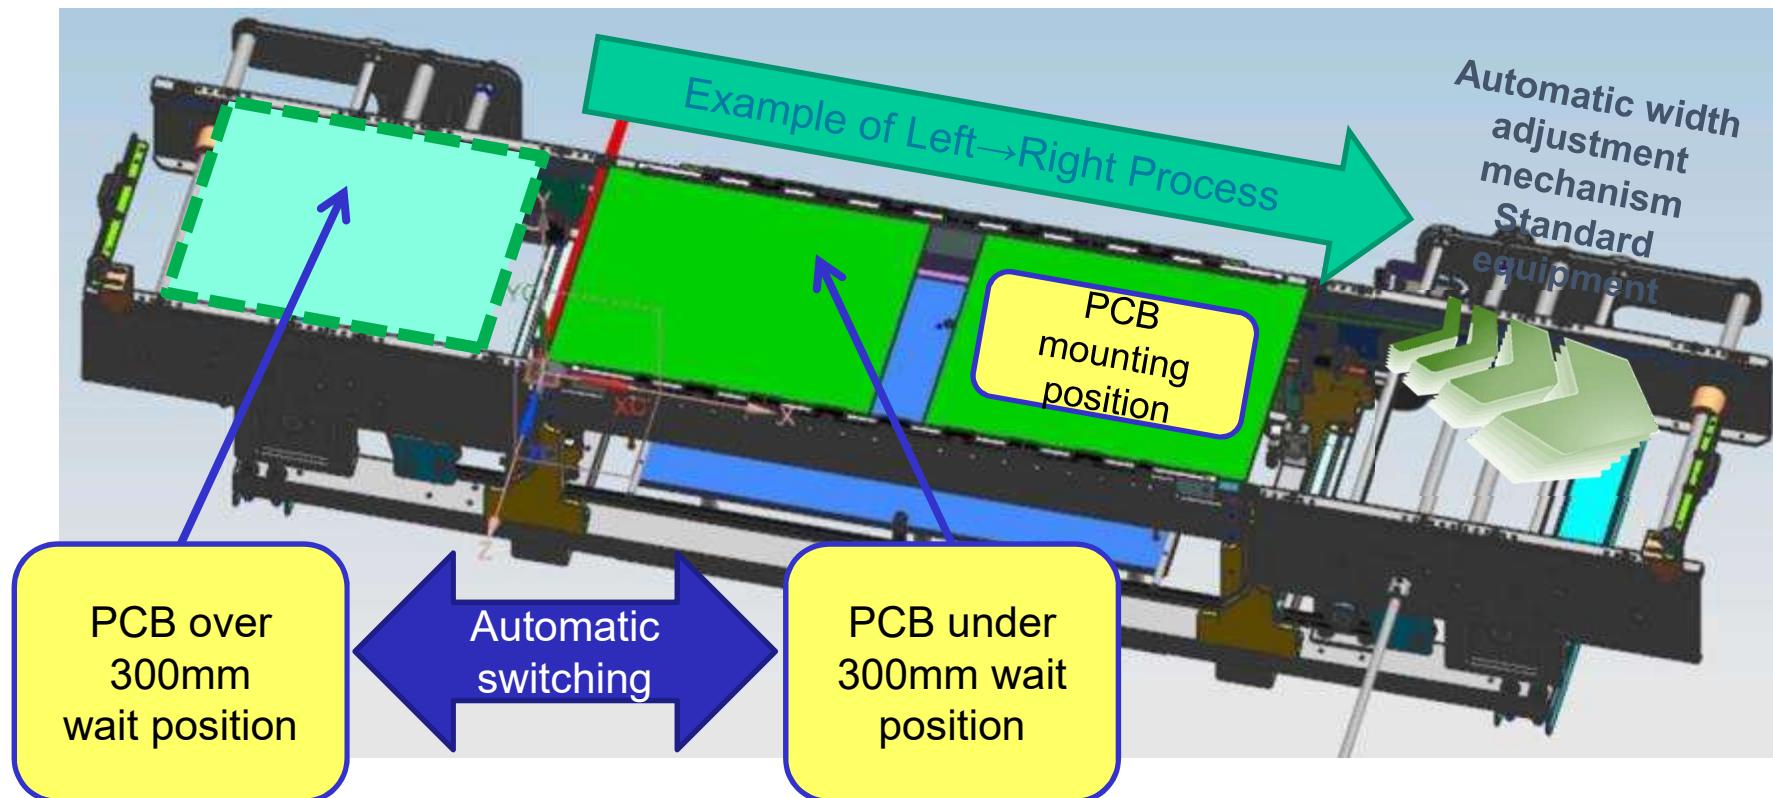 Example of Left→Right Process
Automatic width
adjustment
mechanism
Standard
equipment
PCB
mounting
position
Y
X
Z
PCB over
300mm
wait position
Automatic
switching
PCB under
300mm wait
position